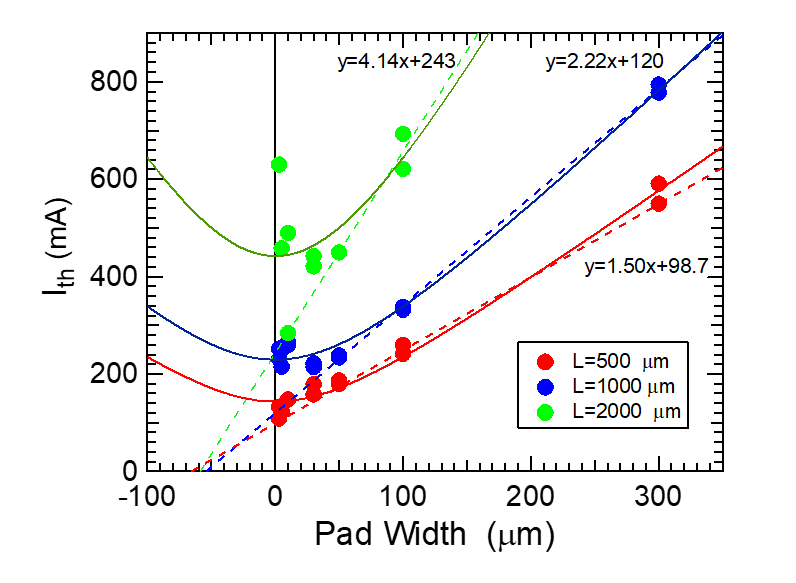 y=4.14x+243
y=2.22x+120
800
600
400
200
0
I_th (mA)
y=1.50x+98.7
L=500 μm
L=1000 μm
L=2000 μm
-100
0
100
200
300
Pad Width (μm)